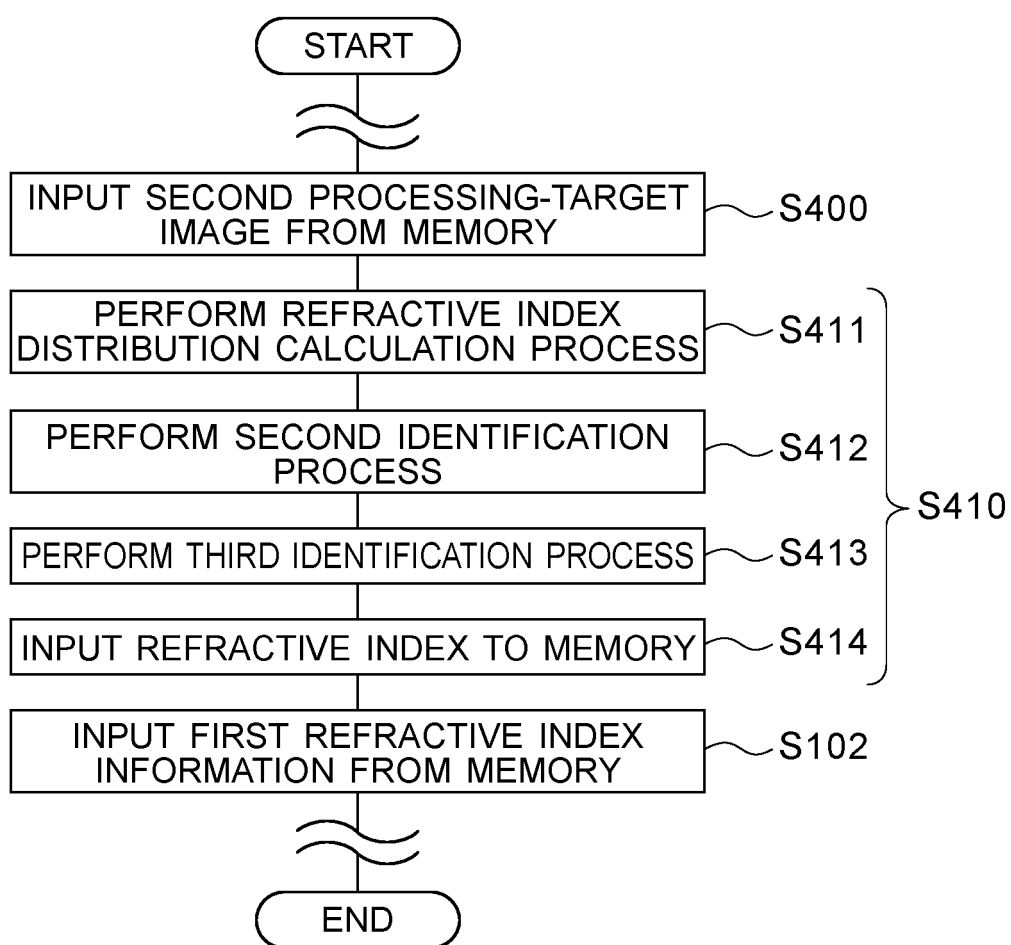 START
INPUT SECOND PROCESSING-TARGET
IMAGE FROM MEMORY
S400
PERFORM REFRACTIVE INDEX
DISTRIBUTION CALCULATION PROCESS
S411
PERFORM SECOND IDENTIFICATION
PROCESS
S412
S410
PERFORM THIRD IDENTIFICATION PROCESS
S413
INPUT REFRACTIVE INDEX TO MEMORY
S414
INPUT FIRST REFRACTIVE INDEX
INFORMATION FROM MEMORY
S102
END